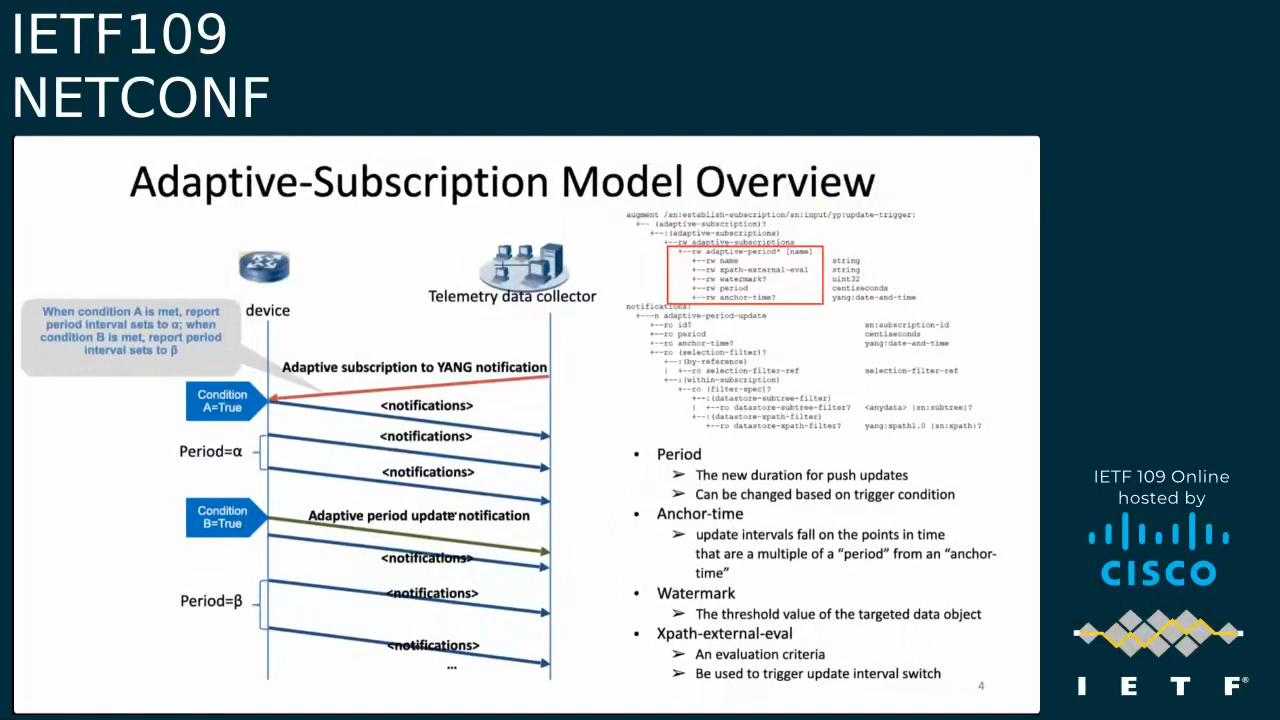 IETF109
NETCONF
Adaptive-Subscription Model Overview
device
Telemetry data collector
When condition A is met, report
period interval sets to α; when
condition B is met, report period
interval sets to β
Adaptive subscription to YANG notification
Condition
A=True
<notifications>
<notifications>
Period=α
<notifications>
Condition
B=True
Adaptive period update notification
<notifications>
<notifications>
Period=β
<notifications>
...
augment /sn:establish-subscription/sn:input/yp:update-trigger:
+-- (adaptive-subscription)?
+--:(adaptive-subscriptions)
+--rw adaptive-subscriptions
+--rw adaptive-period* [name]
+--rw name string
+--rw xpath-external-eval string
+--rw watermark? uint32
+--rw period centiseconds
+--rw anchor-time? yang:date-and-time
notifications:
+---n adaptive-period-update
+--ro id? sn:subscription-id
+--ro period centiseconds
+--ro anchor-time? yang:date-and-time
+--ro (selection-filter)?
+--:(by-reference)
| +--ro selection-filter-ref selection-filter-ref
+--:(within-subscription)
+--ro (filter-spec)?
+--:(datastore-subtree-filter)
| +--ro datastore-subtree-filter? <anydata> {sn:subtree}?
+--:(datastore-xpath-filter)
+--ro datastore-xpath-filter? yang:xpath1.0 {sn:xpath}?
• Period
➢ The new duration for push updates
➢ Can be changed based on trigger condition
• Anchor-time
➢ update intervals fall on the points in time
that are a multiple of a “period” from an “anchor-
time”
• Watermark
➢ The threshold value of the targeted data object
• Xpath-external-eval
➢ An evaluation criteria
➢ Be used to trigger update interval switch
4
IETF 109 Online
hosted by
CISCO
I E T F®